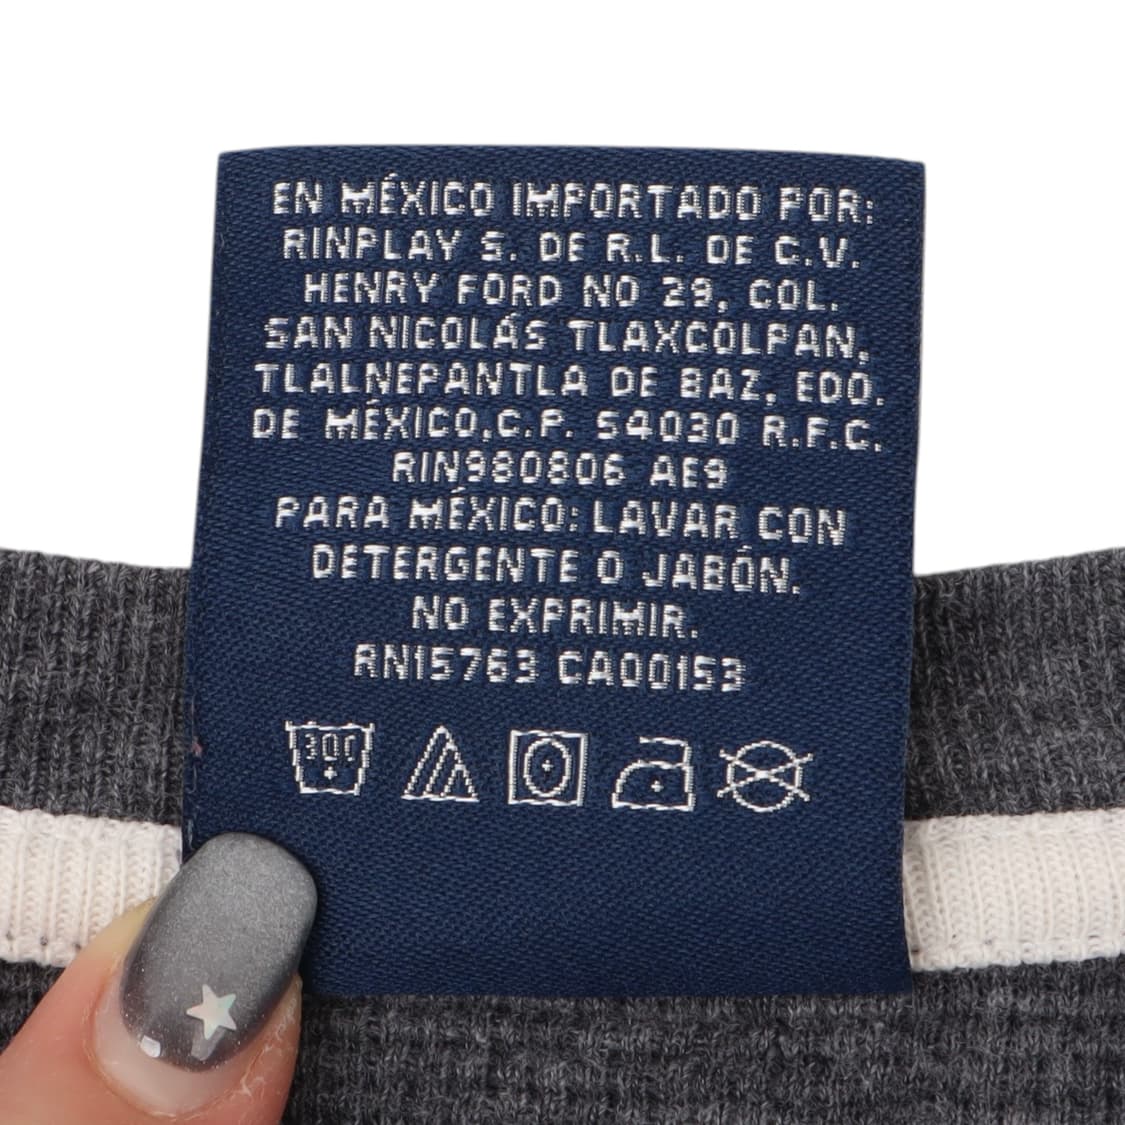 EN MÉXICO IMPORTADO POR:
RINPLAY S. DE R.L. DE C.V.
HENRY FORD NO 29, COL.
SAN NICOLÁS TLAXCOLPAN,
TLALNEPANTLA DE BAZ, EDO.
DE MÉXICO,C.P. 54030 R.F.C.
RIN980806 AE9
PARA MÉXICO: LAVAR CON
DETERGENTE O JABÓN.
NO EXPRIMIR.
RN15763 CA00153
30C